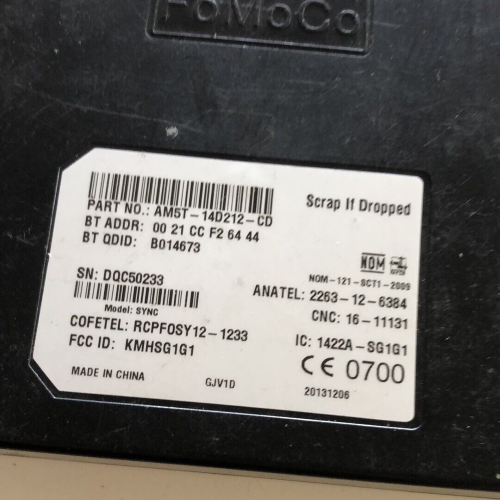 FoMoCo
PART NO.: AM5T-14D212-CD
BT ADDR: 00 21 CC F2 64 44
BT QDID: B014673
Scrap If Dropped
NOM
NOM-121-SCT1-2009
SN: DQC50233
Model: SYNC
ANATEL: 2263-12-6384
CNC: 16-11131
COFETEL: RCPFOSY12-1233
IC: 1422A-SG1G1
FCC ID: KMHSG1G1
CE 0700
MADE IN CHINA
GJV1D
20131206